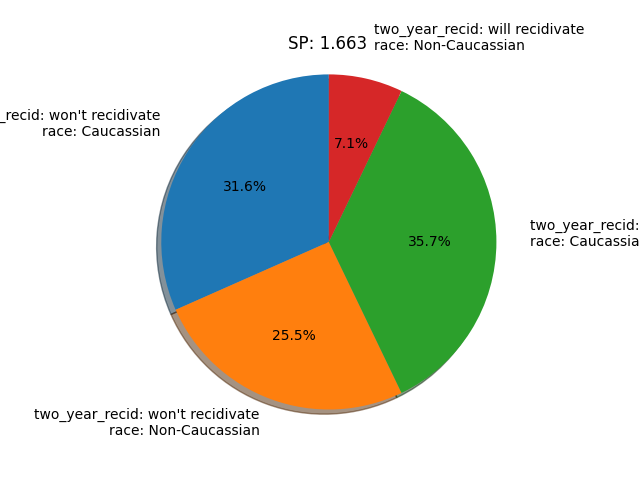 SP: 1.663
two_year_recid: will recidivate
race: Non-Caucassian
_recid: won't recidivate
race: Caucassian
7.1%
31.6%
35.7%
two_year_recid:
race: Caucassia
25.5%
two_year_recid: won't recidivate
race: Non-Caucassian